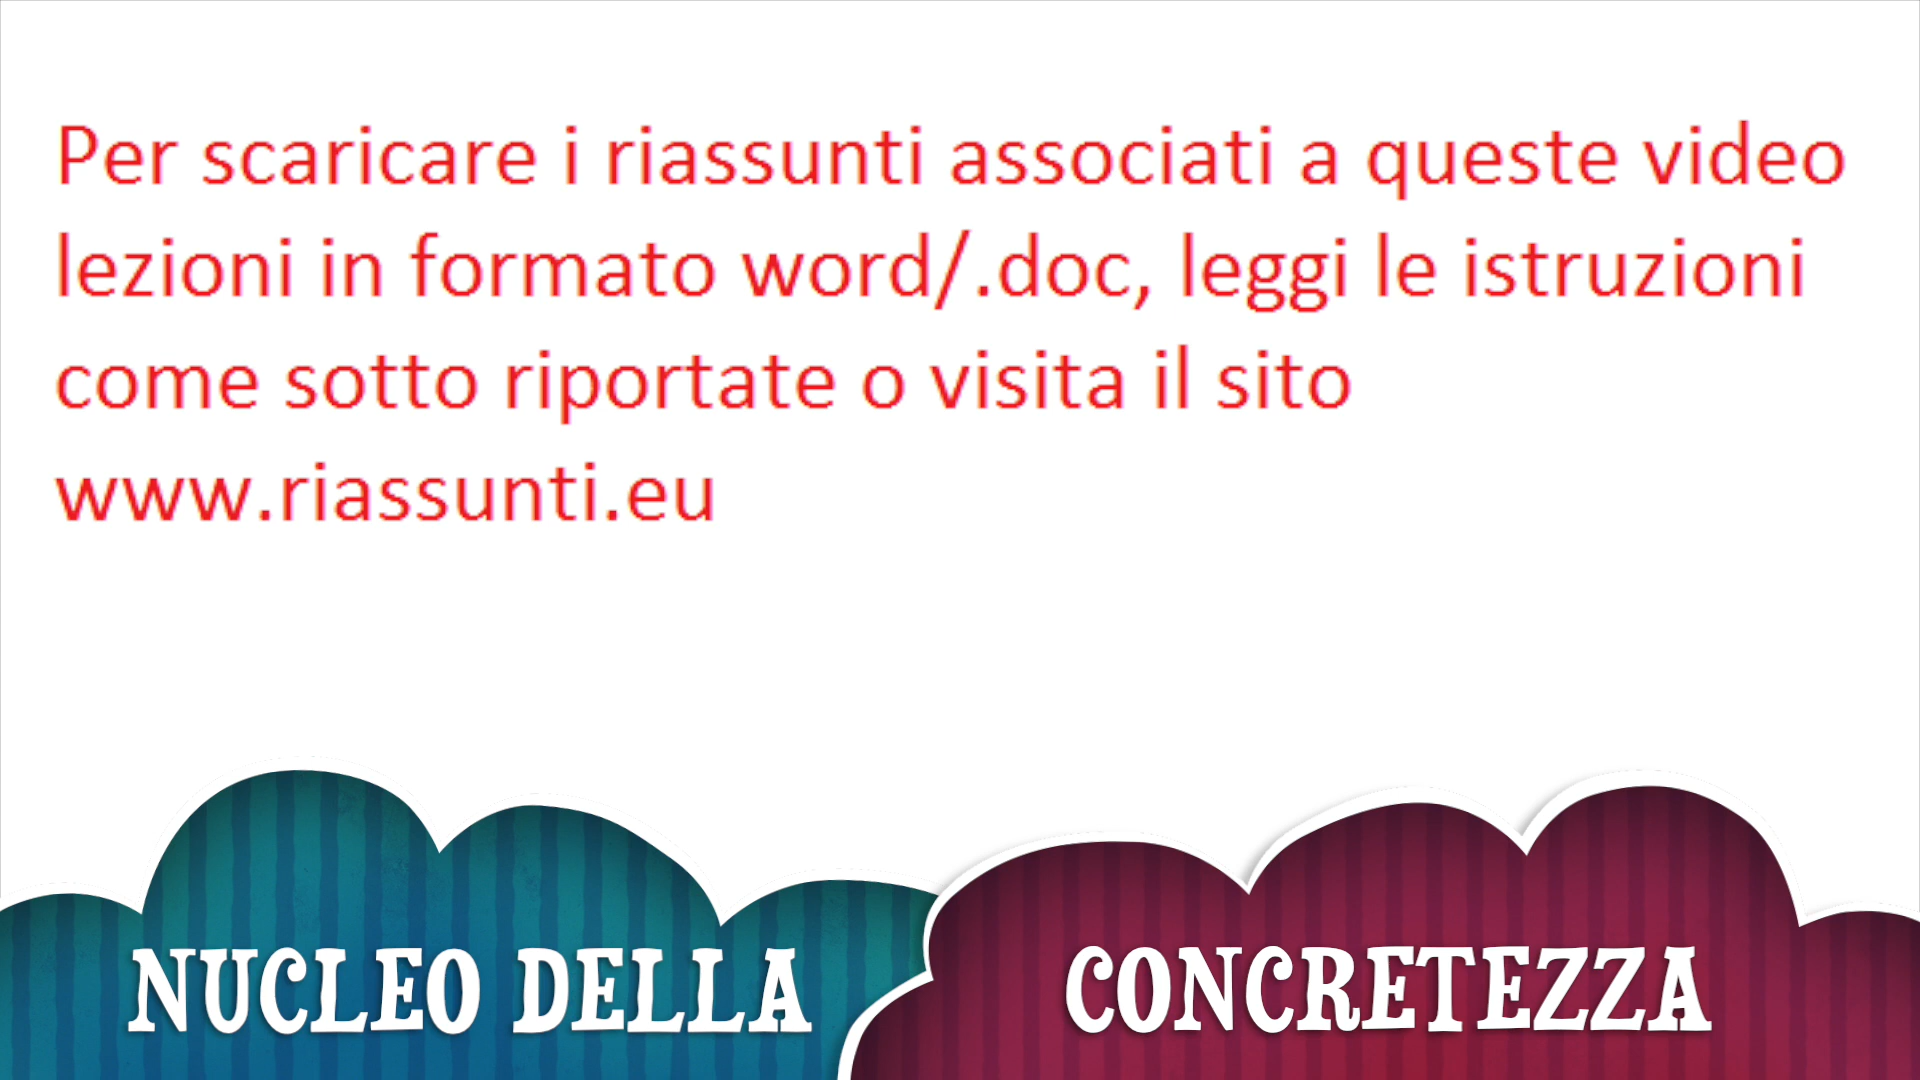 Per scaricare i riassunti associati a queste video
lezioni in formato word/.doc, leggi le istruzioni
come sotto riportate o visita il sito
www.riassunti.eu
NUCLEO DELLA
CONCRETEZZA